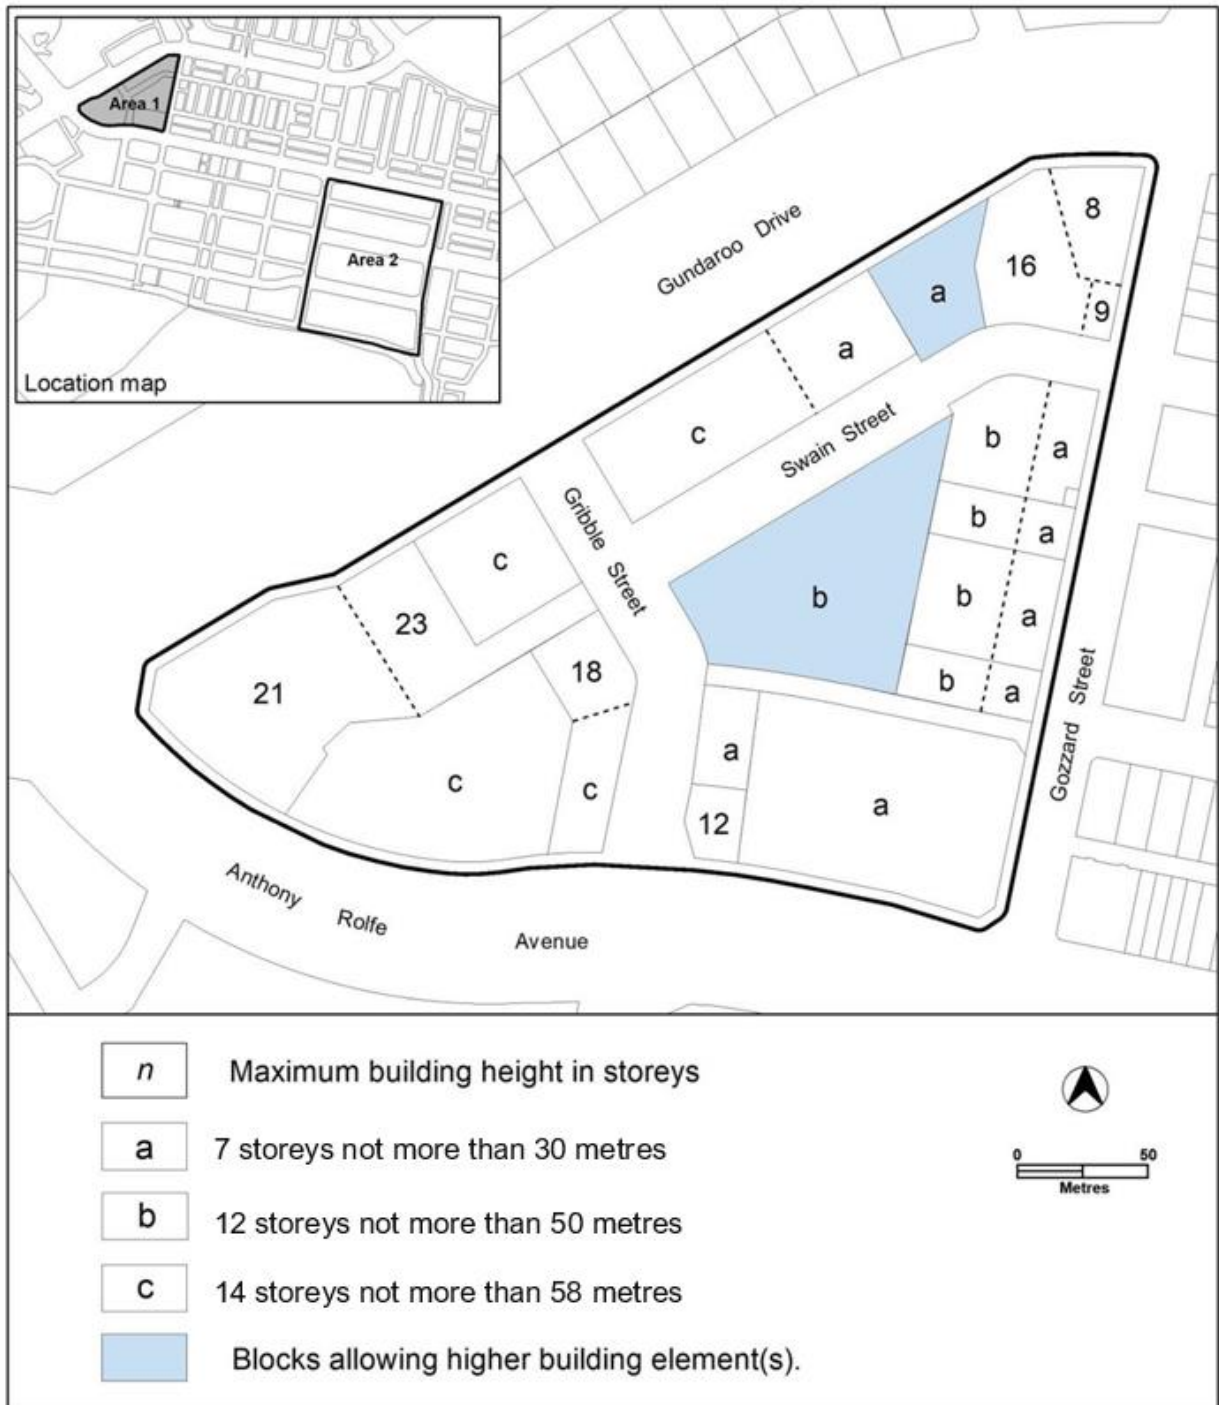 Area 1
Area 2
Location map
Gundaroo Drive
8
16
9
a
a
c
Swain Street
b
a
b
a
b
b
a
b
a
Gribble Street
c
23
18
21
c
c
a
12
a
Gozzard Street
Anthony Rolfe Avenue
n Maximum building height in storeys
a 7 storeys not more than 30 metres
b 12 storeys not more than 50 metres
c 14 storeys not more than 58 metres
Blocks allowing higher building element(s).
0 50
Metres